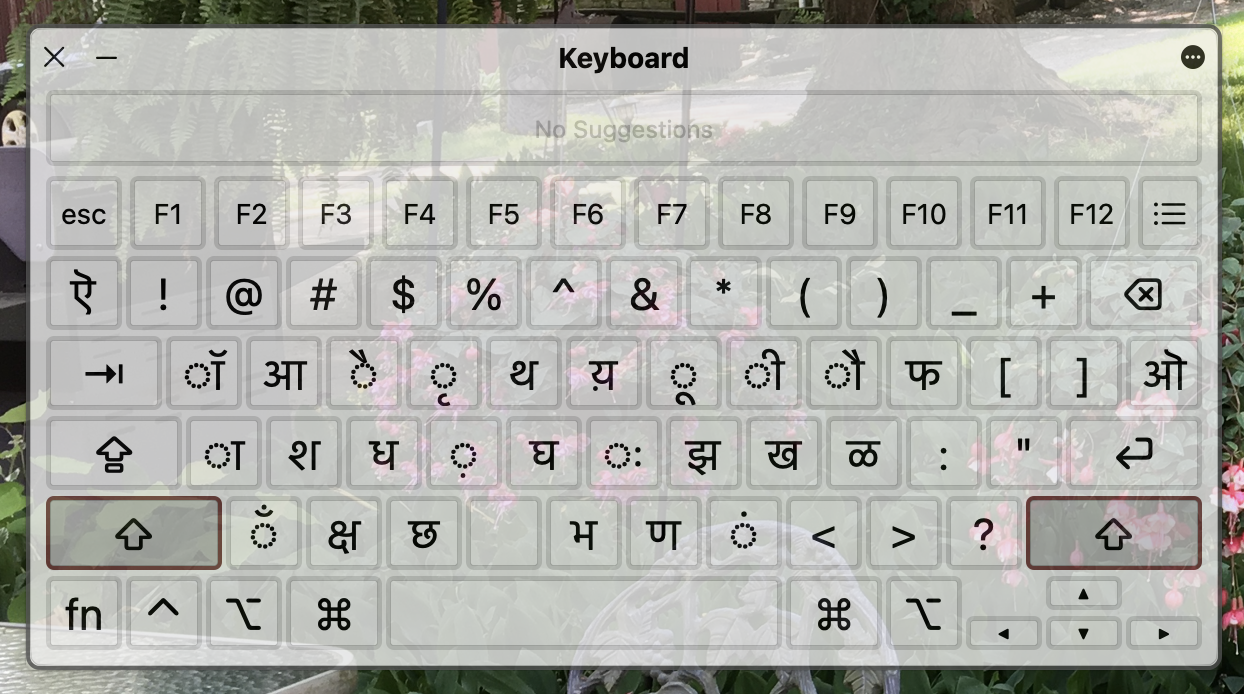 Keyboard
No Suggestions
esc F1 F2 F3 F4 F5 F6 F7 F8 F9 F10 F11 F12
ऐ ! @ # $ % ^ & * ( ) _ +
ॉ आ ै ृ थ य़ ू ी ौ फ [ ] ओ
ा श ध ़ घ ः झ ख ळ : "
ँ क्ष छ भ ण ं < > ?
fn ^ ⌥ ⌘ ⌘ ⌥